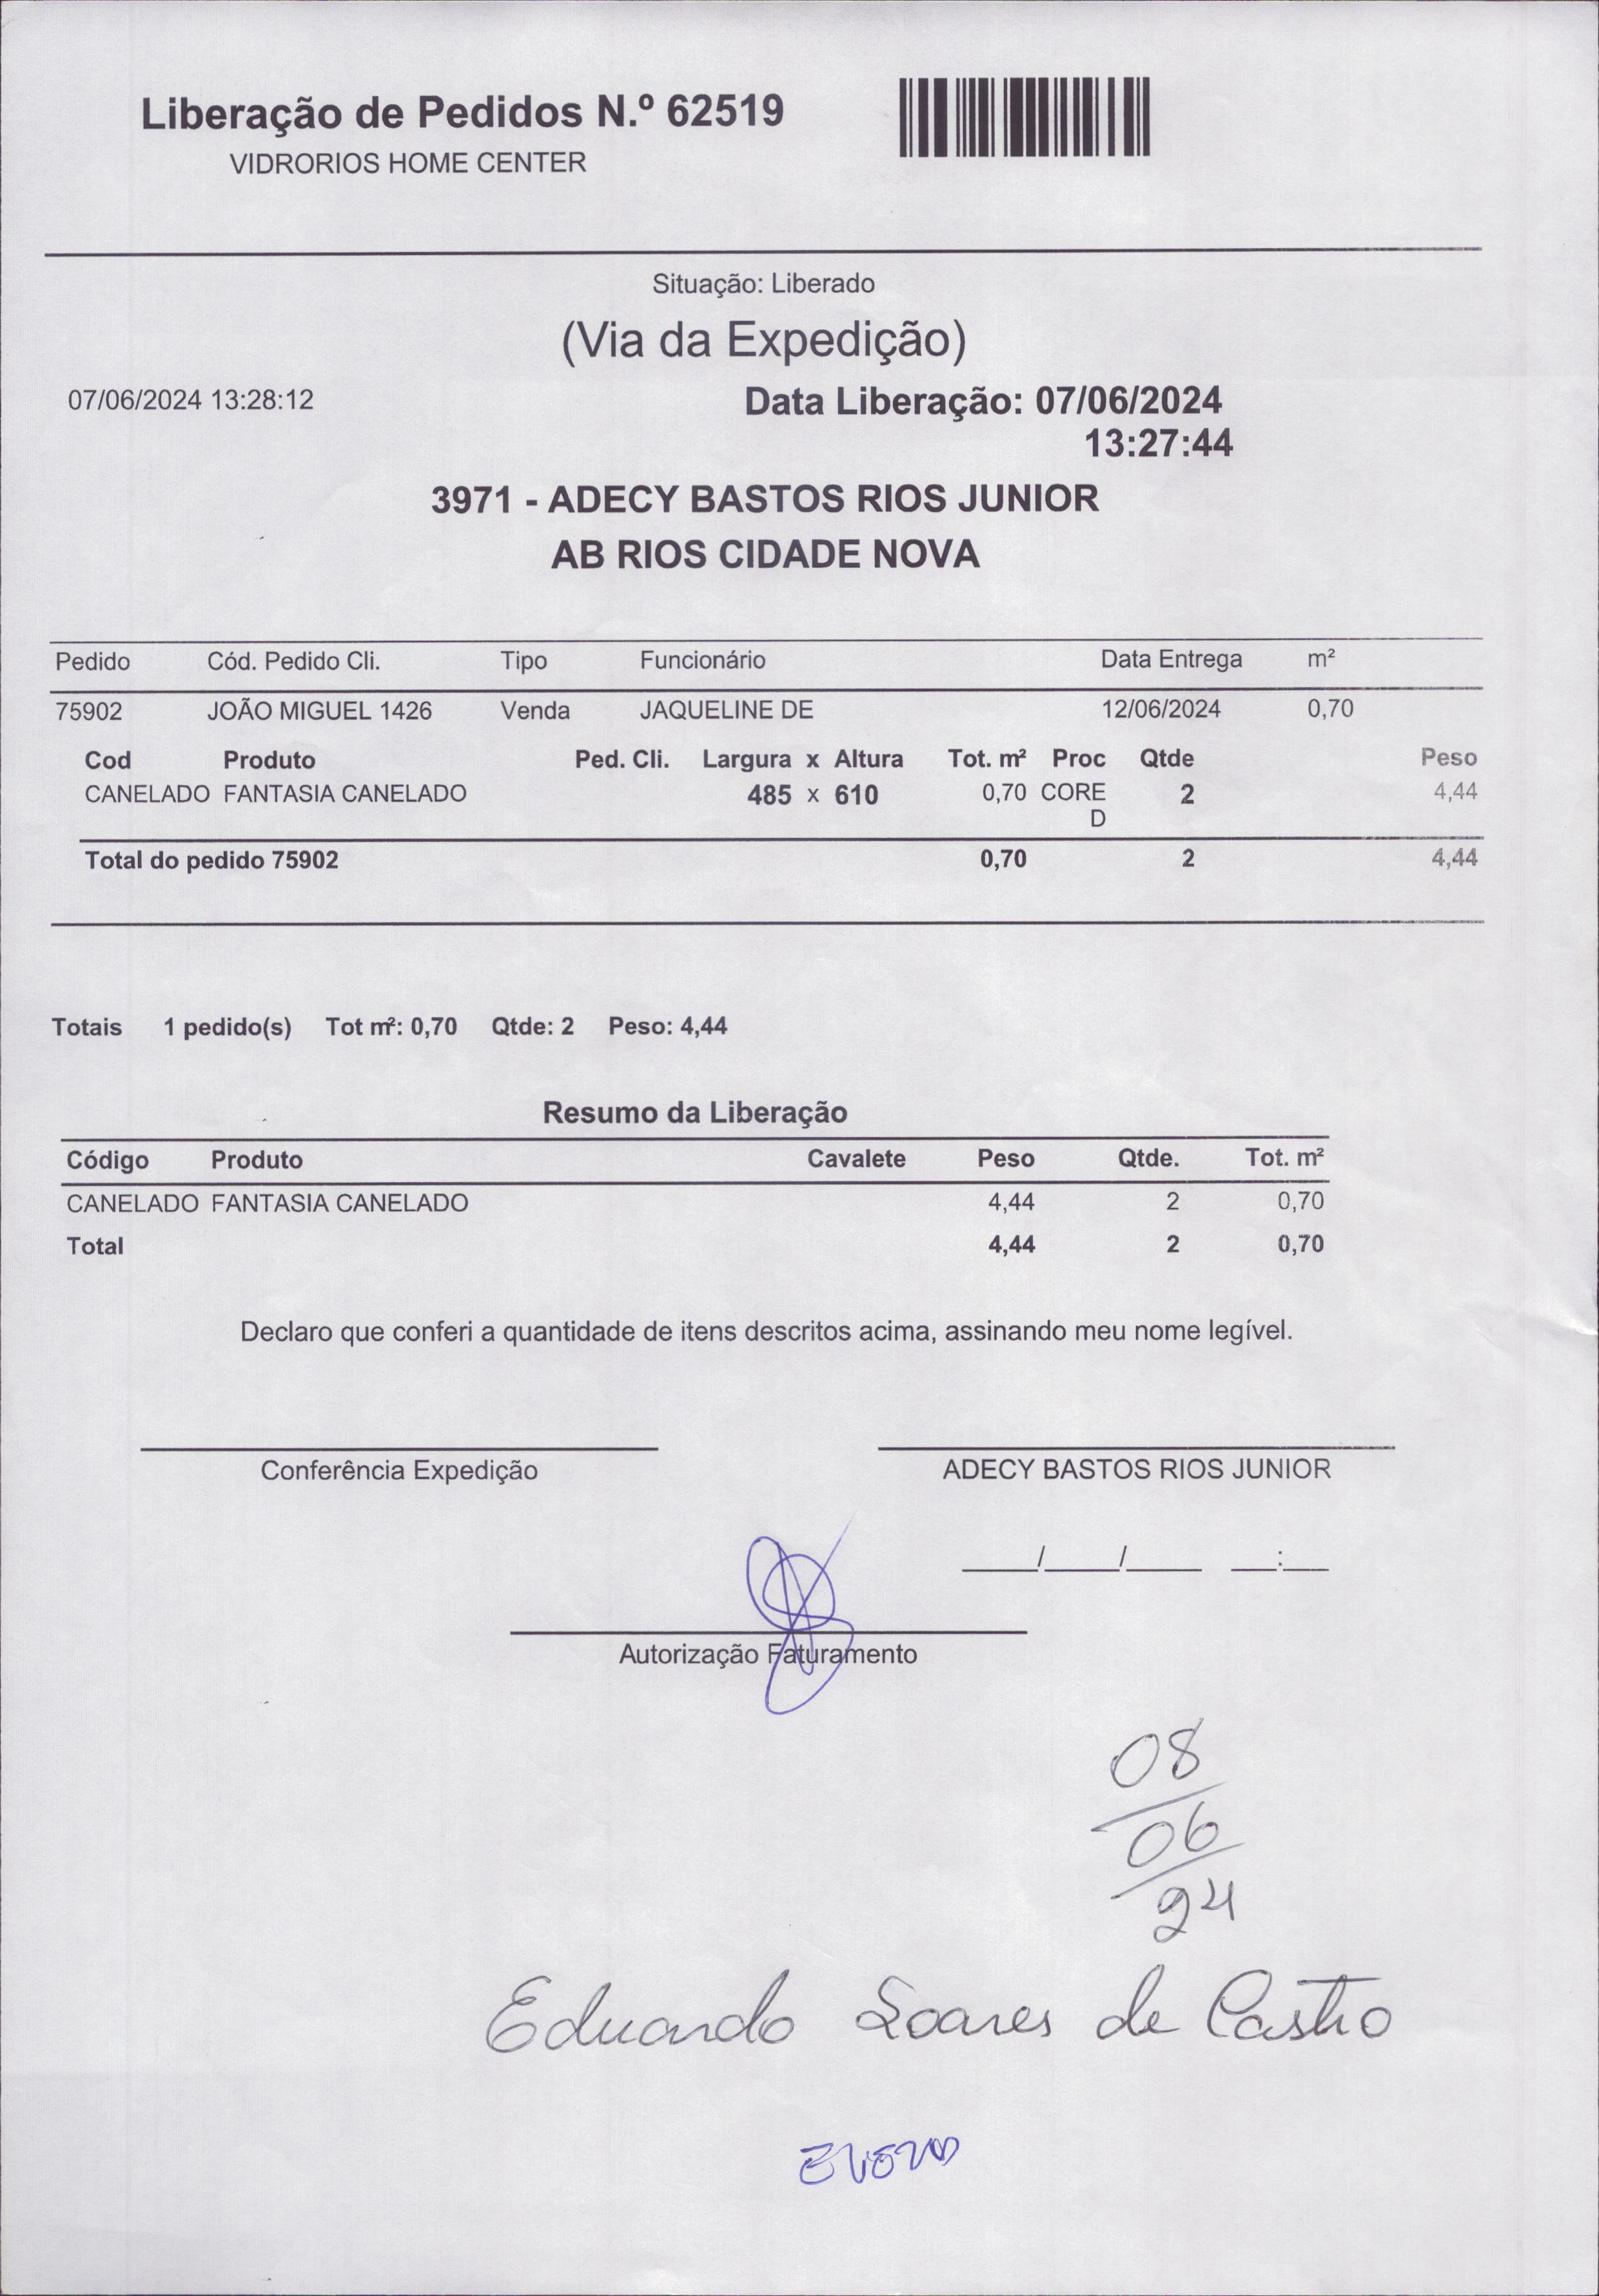 Liberação de Pedidos N.º 62519
VIDRORIOS HOME CENTER
Situação: Liberado
(Via da Expedição)
07/06/2024 13:28:12
Data Liberação: 07/06/2024
13:27:44
3971 - ADECY BASTOS RIOS JUNIOR
AB RIOS CIDADE NOVA
Pedido Cód. Pedido Cli. Tipo Funcionário Data Entrega m²
75902 JOÃO MIGUEL 1426 Venda JAQUELINE DE 12/06/2024 0,70
Cod Produto Ped. Cli. Largura x Altura Tot. m² Proc Qtde Peso
CANELADO FANTASIA CANELADO 485 x 610 0,70 CORE 2 4,44
D
Total do pedido 75902 0,70 2 4,44
Totais 1 pedido(s) Tot m²: 0,70 Qtde: 2 Peso: 4,44
Resumo da Liberação
Código Produto Cavalete Peso Qtde. Tot. m²
CANELADO FANTASIA CANELADO 4,44 2 0,70
Total 4,44 2 0,70
Declaro que conferi a quantidade de itens descritos acima, assinando meu nome legível.
Conferência Expedição
ADECY BASTOS RIOS JUNIOR
____/____/____ __:__
Autorização Faturamento
08
06
24
Eduardo Soares de Castro